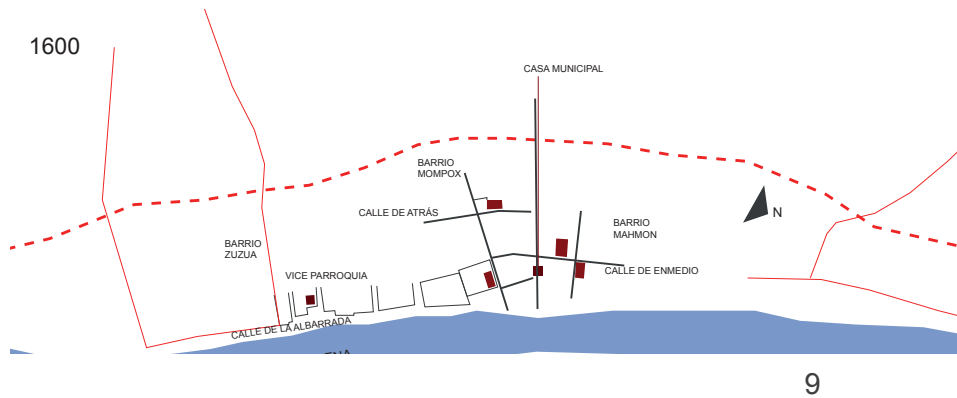 1600
CASA MUNICIPAL
BARRIO
MOMPOX
CALLE DE ATRÁS
BARRIO
MAHMON
N
BARRIO
ZUZUA
VICE PARROQUIA
CALLE DE ENMEDIO
CALLE DE LA ALBARRADA
9